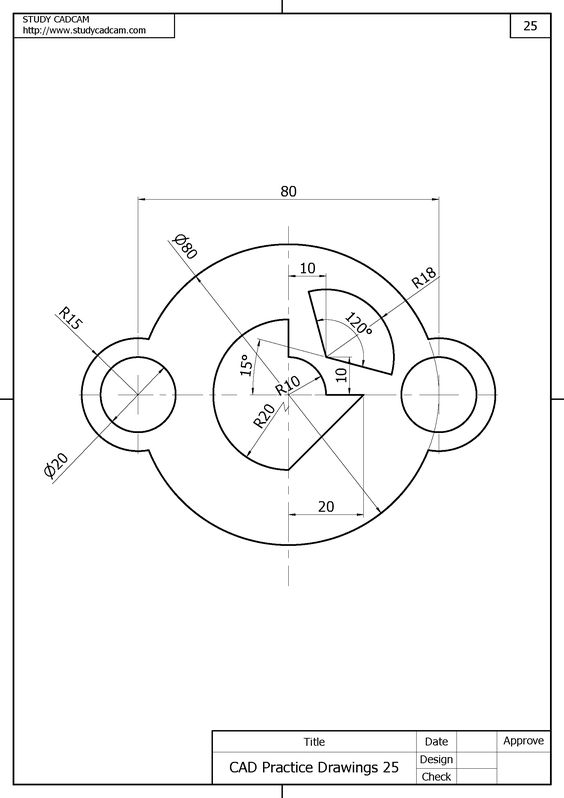 STUDY CADCAM
http://www.studycadcam.com
25
80
Ø80
10
R18
R15
120°
15°
10
R10
R20
Ø20
20
Title
Date
Approve
CAD Practice Drawings 25
Design
Check